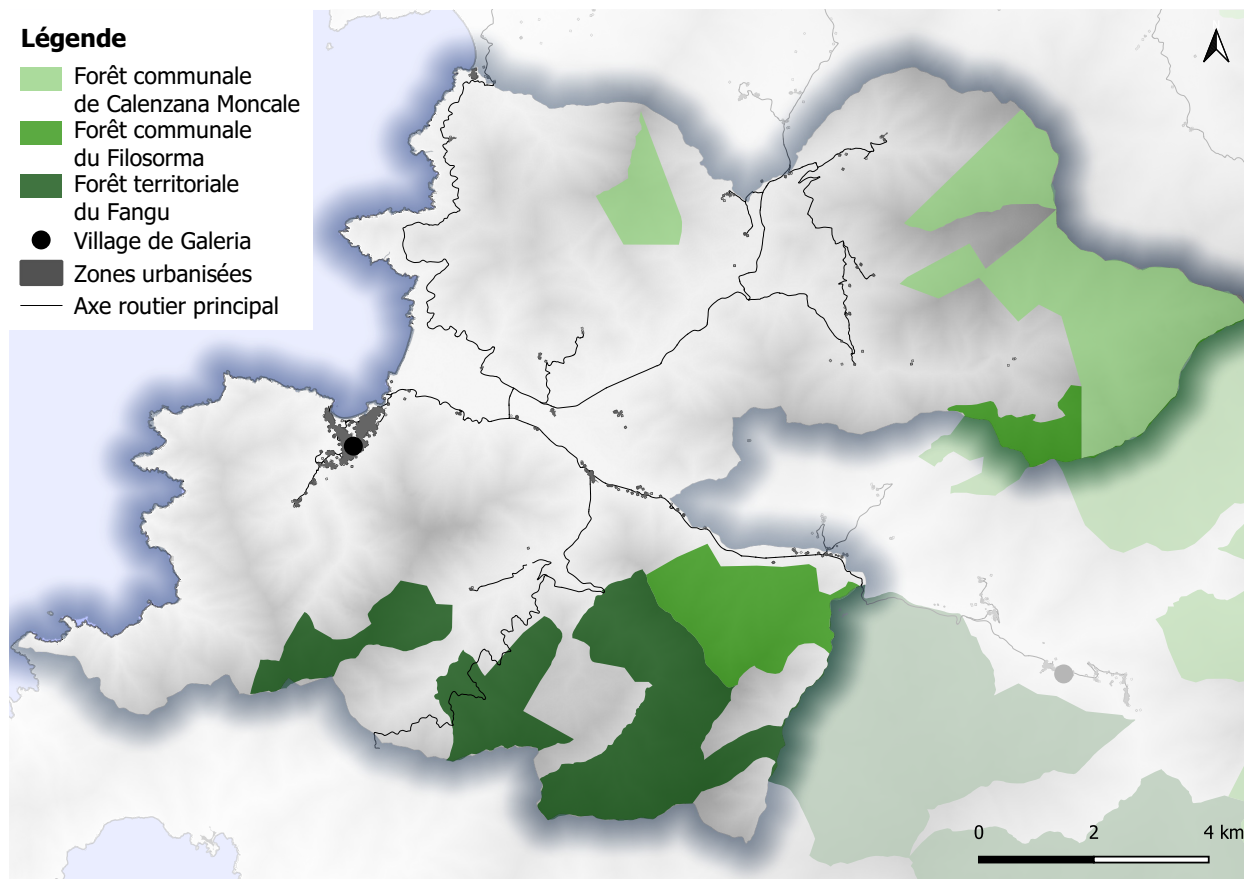 Légende
Forêt communale
de Calenzana Moncale
Forêt communale
du Filosorma
Forêt territoriale
du Fangu
Village de Galeria
Zones urbanisées
Axe routier principal
0 2 4 km